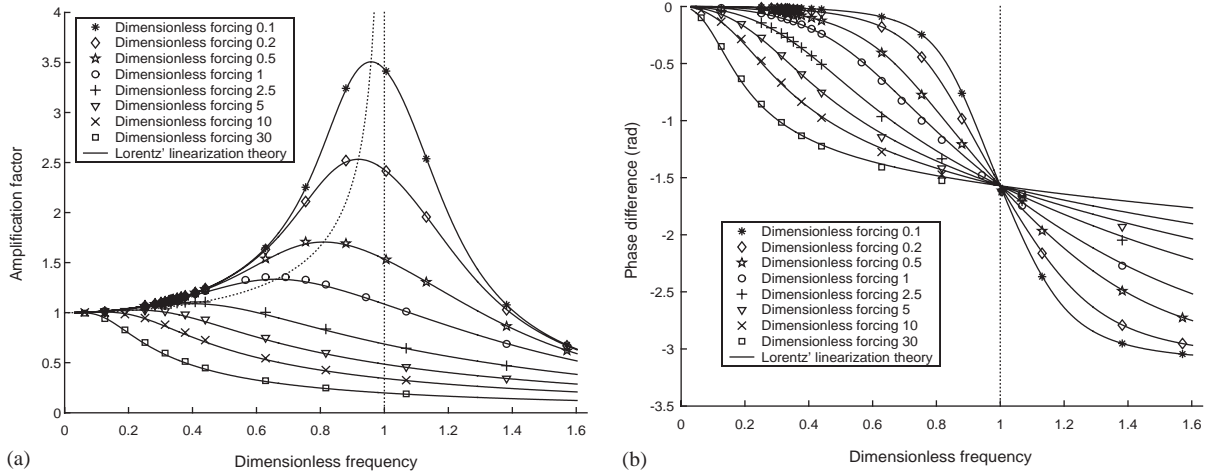 4
3.5
3
2.5
2
1.5
1
0.5
0
Amplification factor
Dimensionless forcing 0.1
Dimensionless forcing 0.2
Dimensionless forcing 0.5
Dimensionless forcing 1
Dimensionless forcing 2.5
Dimensionless forcing 5
Dimensionless forcing 10
Dimensionless forcing 30
Lorentz' linearization theory
0 0.2 0.4 0.6 0.8 1 1.2 1.4 1.6
Dimensionless frequency
(a)
0
-0.5
-1
-1.5
-2
-2.5
-3
-3.5
Phase difference (rad)
Dimensionless forcing 0.1
Dimensionless forcing 0.2
Dimensionless forcing 0.5
Dimensionless forcing 1
Dimensionless forcing 2.5
Dimensionless forcing 5
Dimensionless forcing 10
Dimensionless forcing 30
Lorentz' linearization theory
0 0.2 0.4 0.6 0.8 1 1.2 1.4 1.6
Dimensionless frequency
(b)